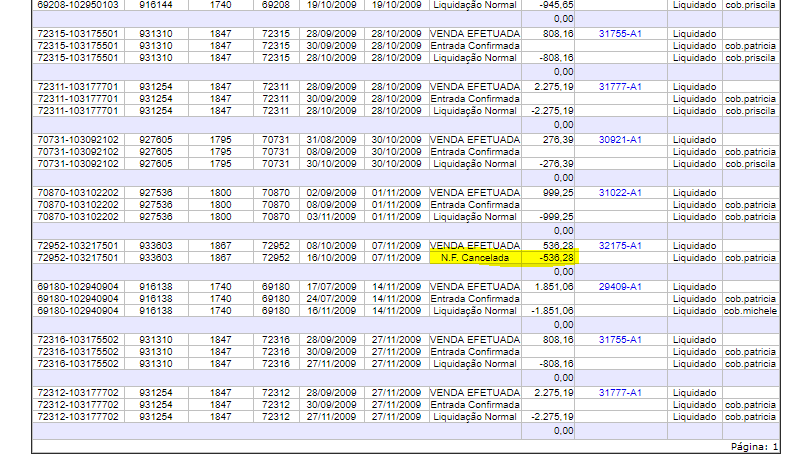 69208-102950103 916144 1740 69208 19/10/2009 19/10/2009 Liquidação Normal -945,65 Liquidado cob.priscila
0,00
72315-103175501 931310 1847 72315 28/09/2009 28/10/2009 VENDA EFETUADA 808,16 31755-A1 Liquidado
72315-103175501 931310 1847 72315 30/09/2009 28/10/2009 Entrada Confirmada Liquidado cob.patricia
72315-103175501 931310 1847 72315 28/10/2009 28/10/2009 Liquidação Normal -808,16 Liquidado cob.priscila
0,00
72311-103177701 931254 1847 72311 28/09/2009 28/10/2009 VENDA EFETUADA 2.275,19 31777-A1 Liquidado
72311-103177701 931254 1847 72311 30/09/2009 28/10/2009 Entrada Confirmada Liquidado cob.patricia
72311-103177701 931254 1847 72311 28/10/2009 28/10/2009 Liquidação Normal -2.275,19 Liquidado cob.priscila
0,00
70731-103092102 927605 1795 70731 31/08/2009 30/10/2009 VENDA EFETUADA 276,39 30921-A1 Liquidado
70731-103092102 927605 1795 70731 08/09/2009 30/10/2009 Entrada Confirmada Liquidado cob.patricia
70731-103092102 927605 1795 70731 30/10/2009 30/10/2009 Liquidação Normal -276,39 Liquidado cob.priscila
0,00
70870-103102202 927536 1800 70870 02/09/2009 01/11/2009 VENDA EFETUADA 999,25 31022-A1 Liquidado
70870-103102202 927536 1800 70870 08/09/2009 01/11/2009 Entrada Confirmada Liquidado cob.patricia
70870-103102202 927536 1800 70870 03/11/2009 01/11/2009 Liquidação Normal -999,25 Liquidado cob.patricia
0,00
72952-103217501 933603 1867 72952 08/10/2009 07/11/2009 VENDA EFETUADA 536,28 32175-A1 Liquidado
72952-103217501 933603 1867 72952 16/10/2009 07/11/2009 N.F. Cancelada -536,28 Liquidado cob.patricia
0,00
69180-102940904 916138 1740 69180 17/07/2009 14/11/2009 VENDA EFETUADA 1.851,06 29409-A1 Liquidado
69180-102940904 916138 1740 69180 24/07/2009 14/11/2009 Entrada Confirmada Liquidado cob.patricia
69180-102940904 916138 1740 69180 16/11/2009 14/11/2009 Liquidação Normal -1.851,06 Liquidado cob.michele
0,00
72316-103175502 931310 1847 72316 28/09/2009 27/11/2009 VENDA EFETUADA 808,16 31755-A1 Liquidado
72316-103175502 931310 1847 72316 30/09/2009 27/11/2009 Entrada Confirmada Liquidado cob.patricia
72316-103175502 931310 1847 72316 27/11/2009 27/11/2009 Liquidação Normal -808,16 Liquidado cob.patricia
0,00
72312-103177702 931254 1847 72312 28/09/2009 27/11/2009 VENDA EFETUADA 2.275,19 31777-A1 Liquidado
72312-103177702 931254 1847 72312 30/09/2009 27/11/2009 Entrada Confirmada Liquidado cob.patricia
72312-103177702 931254 1847 72312 27/11/2009 27/11/2009 Liquidação Normal -2.275,19 Liquidado cob.patricia
0,00
Página: 1